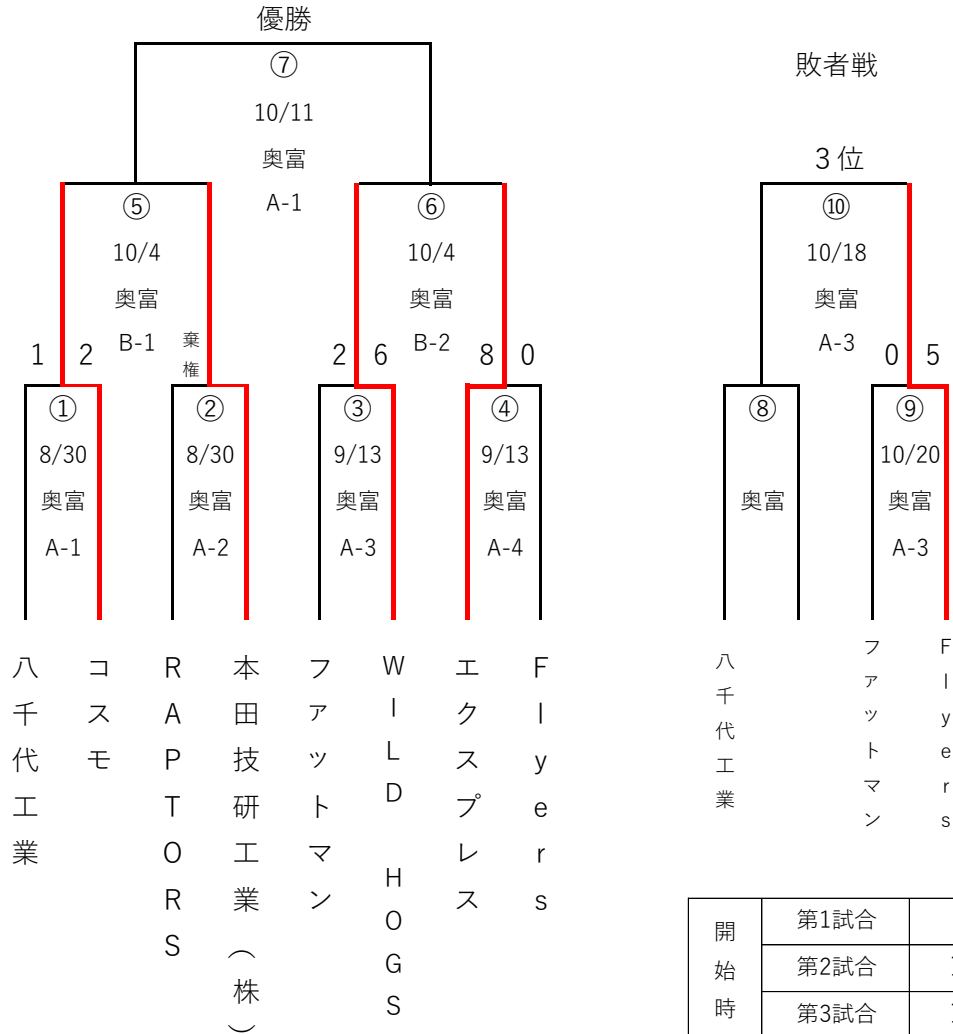 優勝
⑦
10/11
奥富
A-1
敗者戦
3位
⑤
10/4
奥富
B-1
⑥
10/4
奥富
B-2
⑩
10/18
奥富
A-3
1 2
棄権
2 6
8 0
0 5
①
8/30
奥富
A-1
②
8/30
奥富
A-2
③
9/13
奥富
A-3
④
9/13
奥富
A-4
⑧
奥富
⑨
10/20
奥富
A-3
八千代工業
コスモ
RAPTORS
本田技研工業(株)
ファットマン
WILD HOGS
エクスプレス
Flyers
八千代工業
ファットマン
Flyers
開始時
第1試合
第2試合
第3試合